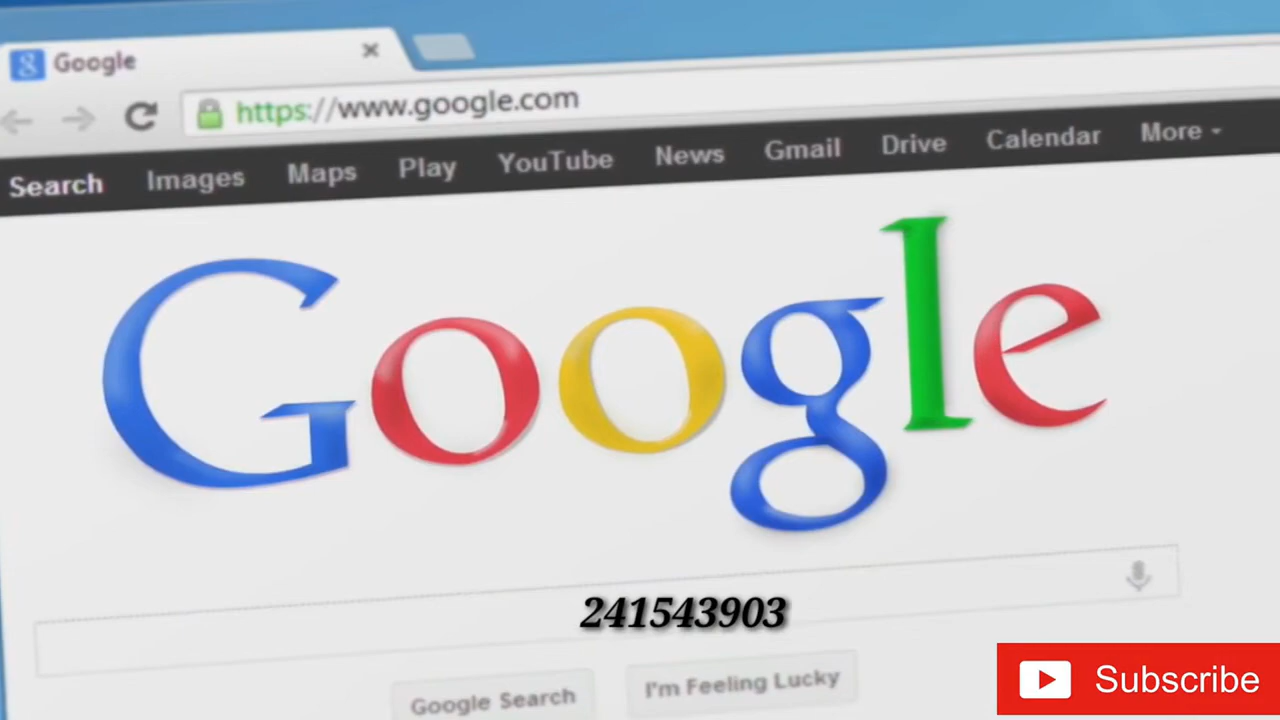 Google
https://www.google.com
Search Images Maps Play YouTube News Gmail Drive Calendar More
Google
241543903
Google Search I'm Feeling Lucky
Subscribe